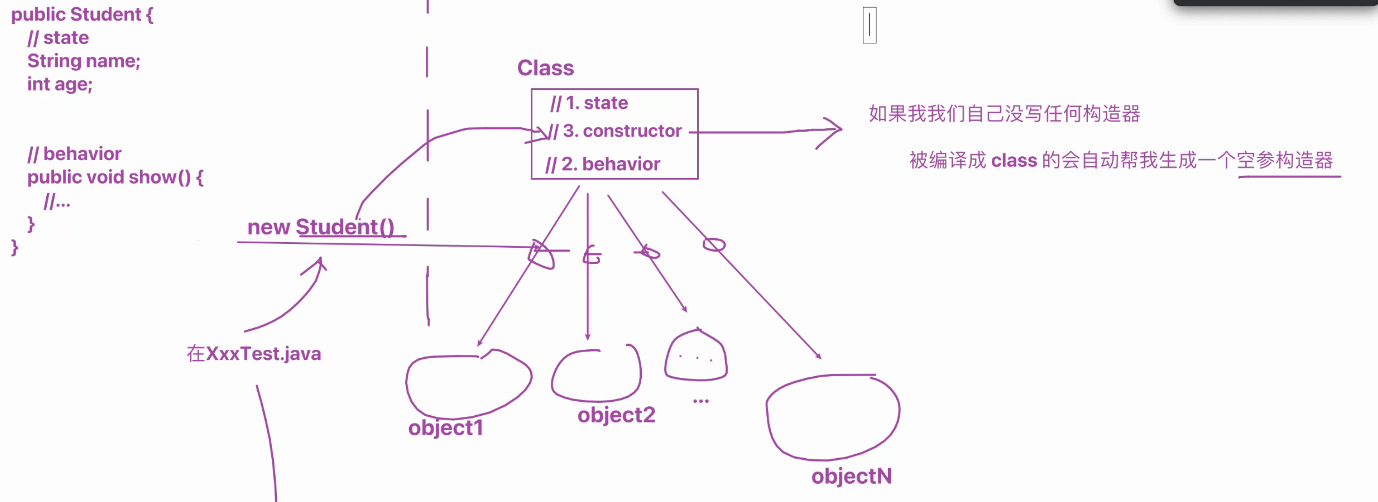 public Student {
// state
String name;
int age;
// behavior
public void show() {
//...
}
}
new Student()
在XxxTest.java
Class
// 1. state
// 3. constructor
// 2. behavior
object1
object2
...
objectN
如果我我们自己没写任何构造器
被编译成 class 的会自动帮我生成一个空参构造器